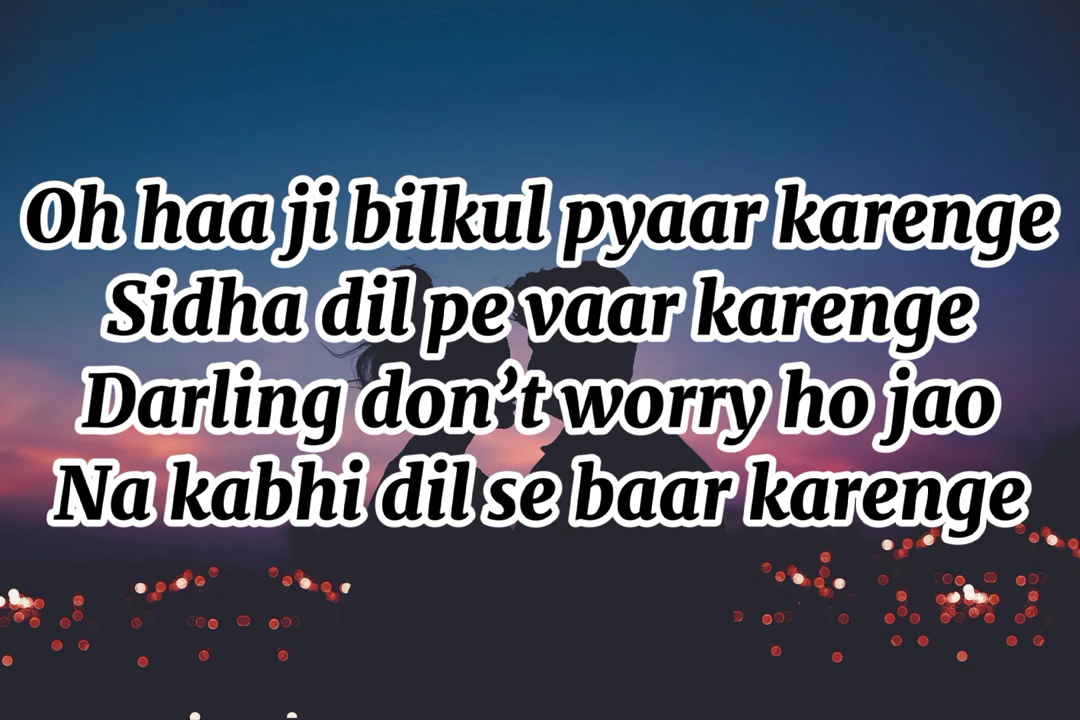 Oh haa ji bilkul pyaar karenge
Sidha dil pe vaar karenge
Darling don’t worry ho jao
Na kabhi dil se baar karenge